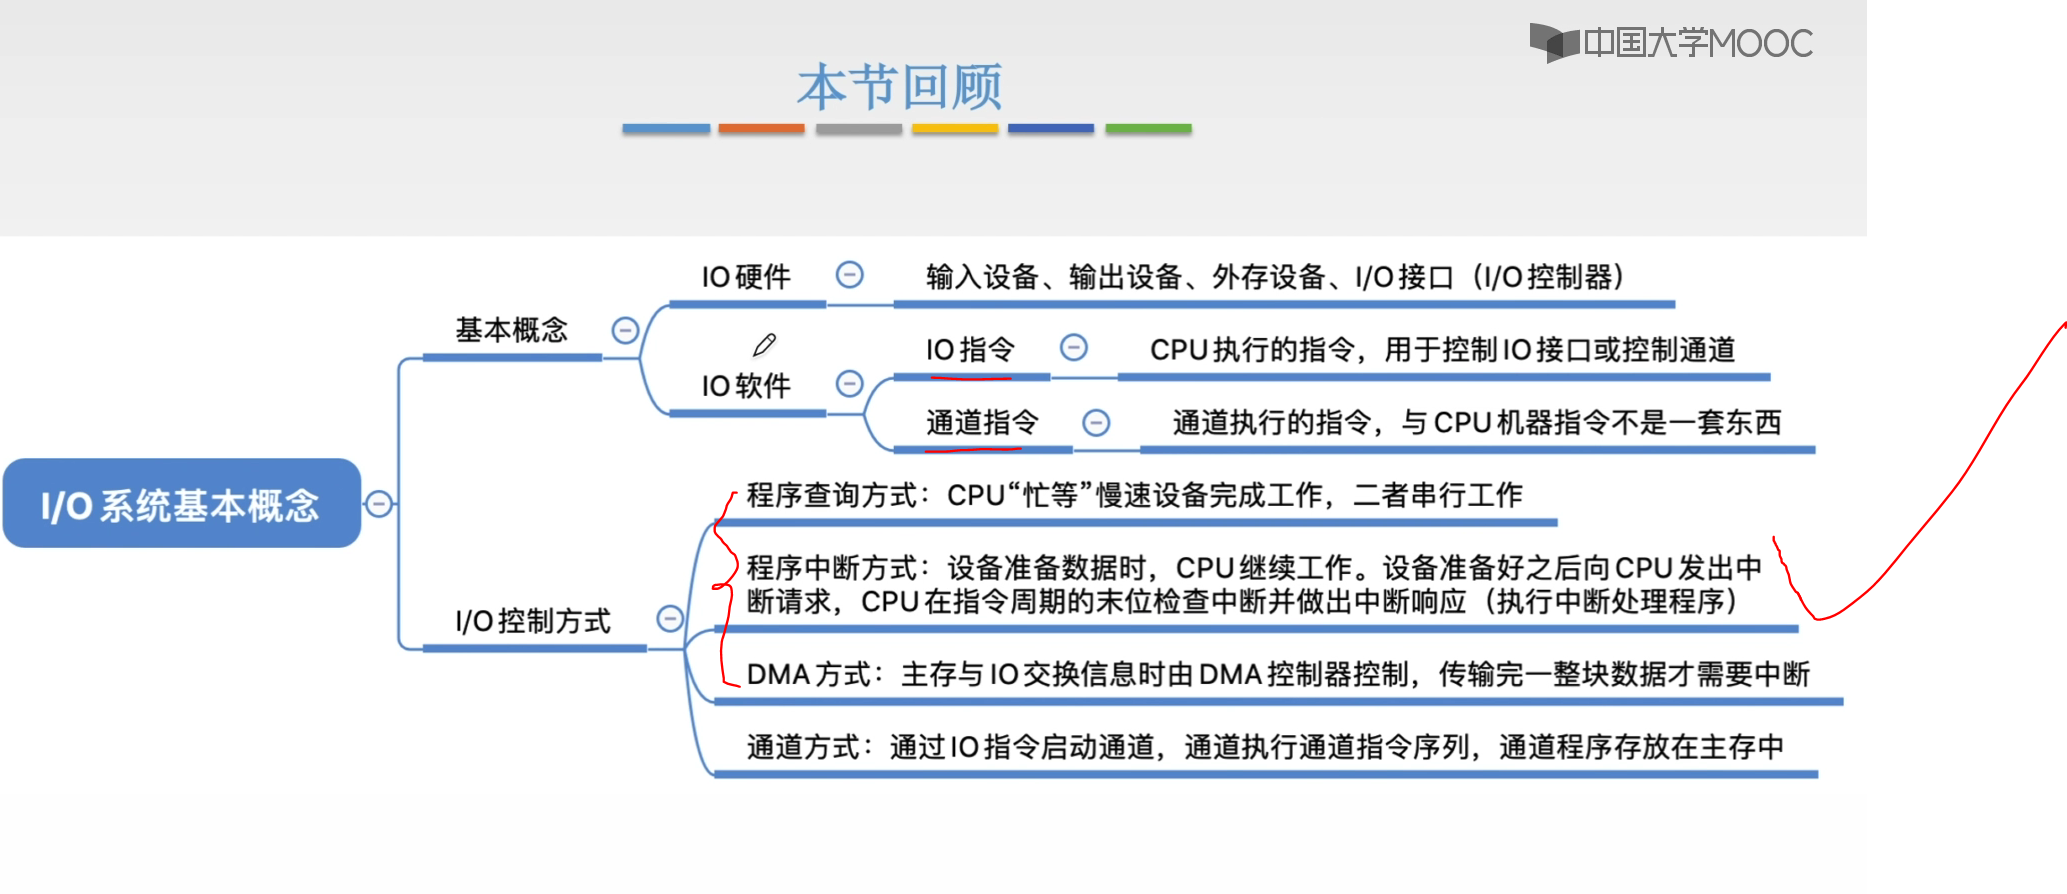 中国大学MOOC
本节回顾
IO硬件
输入设备、输出设备、外存设备、I/O接口（I/O控制器）
基本概念
IO指令
CPU执行的指令，用于控制IO接口或控制通道
IO软件
通道指令
通道执行的指令，与CPU机器指令不是一套东西
I/O系统基本概念
程序查询方式：CPU“忙等”慢速设备完成工作，二者串行工作
程序中断方式：设备准备数据时，CPU继续工作。设备准备好之后向CPU发出中
断请求，CPU在指令周期的末位检查中断并做出中断响应（执行中断处理程序）
I/O控制方式
DMA方式：主存与IO交换信息时由DMA控制器控制，传输完一整块数据才需要中断
通道方式：通过IO指令启动通道，通道执行通道指令序列，通道程序存放在主存中